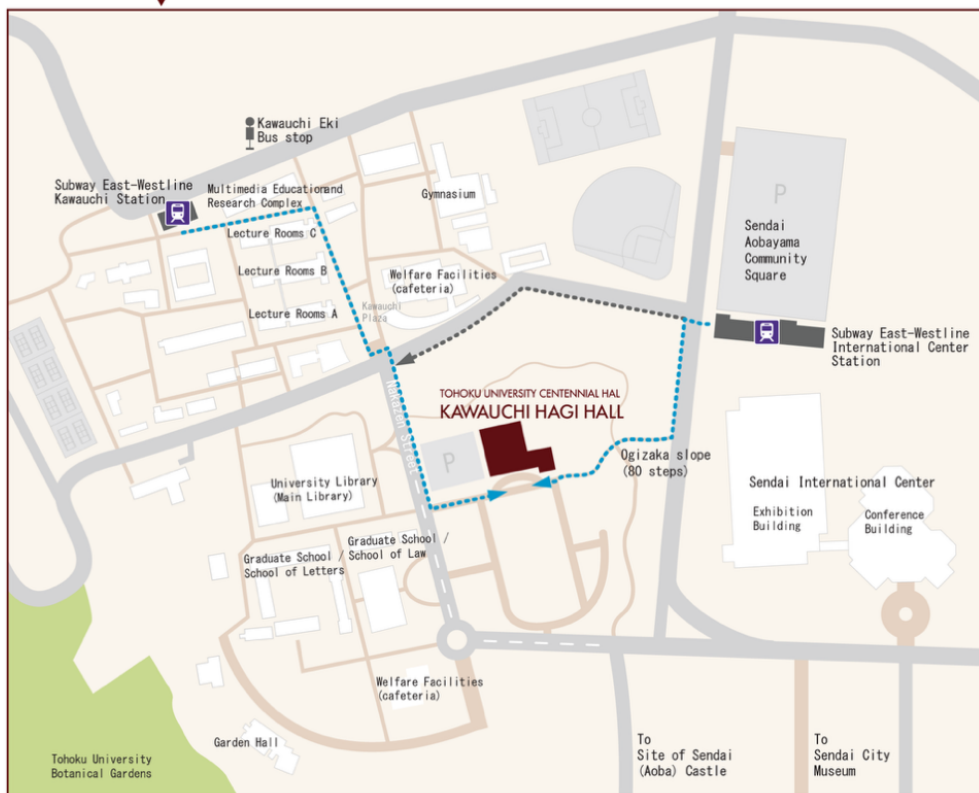 Kawauchi Eki
Bus stop
Subway East-Westline
Kawauchi Station
Multimedia Educationand
Research Complex
Gymnasium
Lecture Rooms C
Lecture Rooms B
Lecture Rooms A
Welfare Facilities
(cafeteria)
Kawauchi
Plaza
P
Sendai
Aobayama
Community
Square
Subway East-Westline
International Center
Station
TOHOKU UNIVERSITY CENTENNIAL HAL
KAWAUCHI HAGI HALL
Street
P
Ogizaka slope
(80 steps)
University Library
(Main Library)
Sendai International Center
Exhibition
Building
Conference
Building
Graduate School /
School of Law
Graduate School /
School of Letters
Welfare Facilities
(cafeteria)
Garden Hall
Tohoku University
Botanical Gardens
To
Site of Sendai
(Aoba) Castle
To
Sendai City
Museum